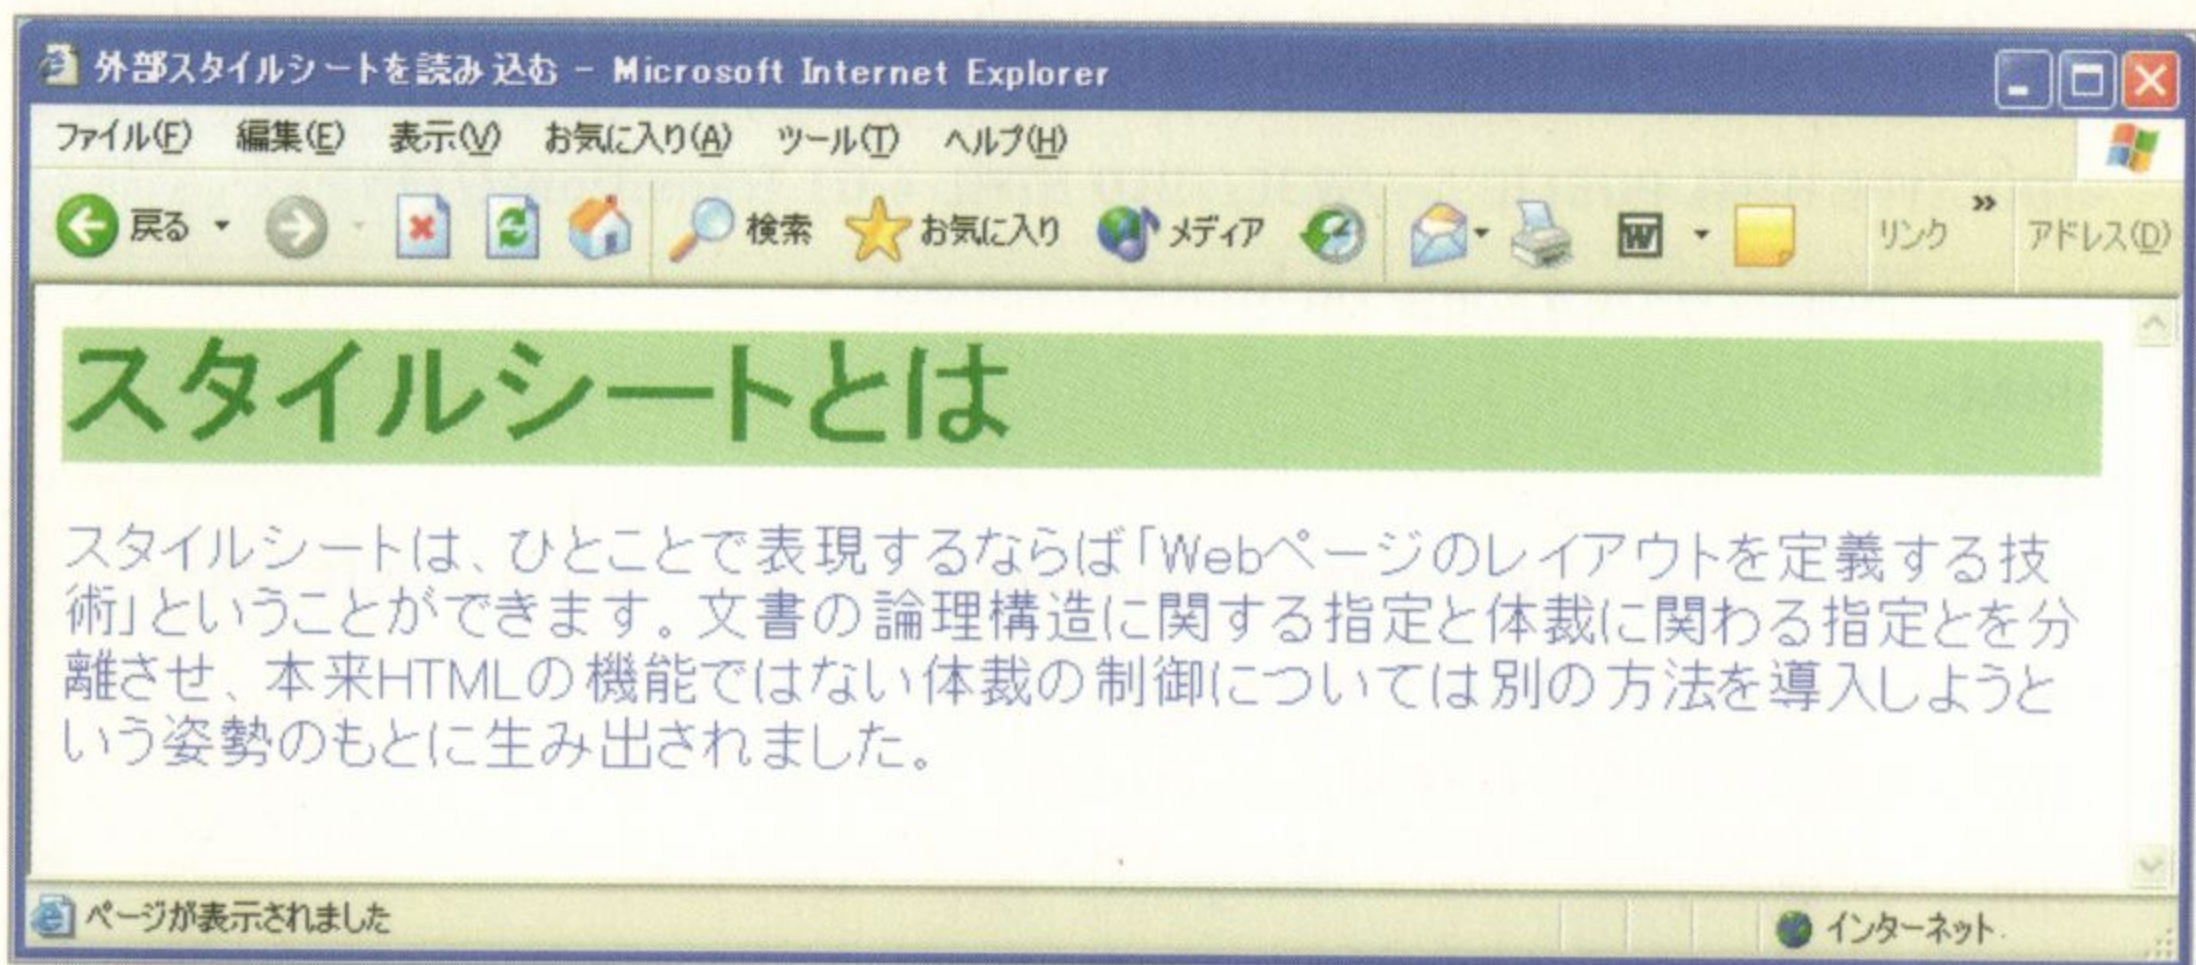 外部スタイルシートを読み込む - Microsoft Internet Explorer
ファイル(F) 編集(E) 表示(V) お気に入り(A) ツール(T) ヘルプ(H)
戻る 検索 お気に入り メディア W リンク » アドレス(D)
スタイルシートとは
スタイルシートは、ひとことで表現するならば「Webページのレイアウトを定義する技
術」ということができます。文書の論理構造に関する指定と体裁に関わる指定とを分
離させ、本来HTMLの機能ではない体裁の制御については別の方法を導入しようと
いう姿勢のもとに生み出されました。
ページが表示されました インターネット